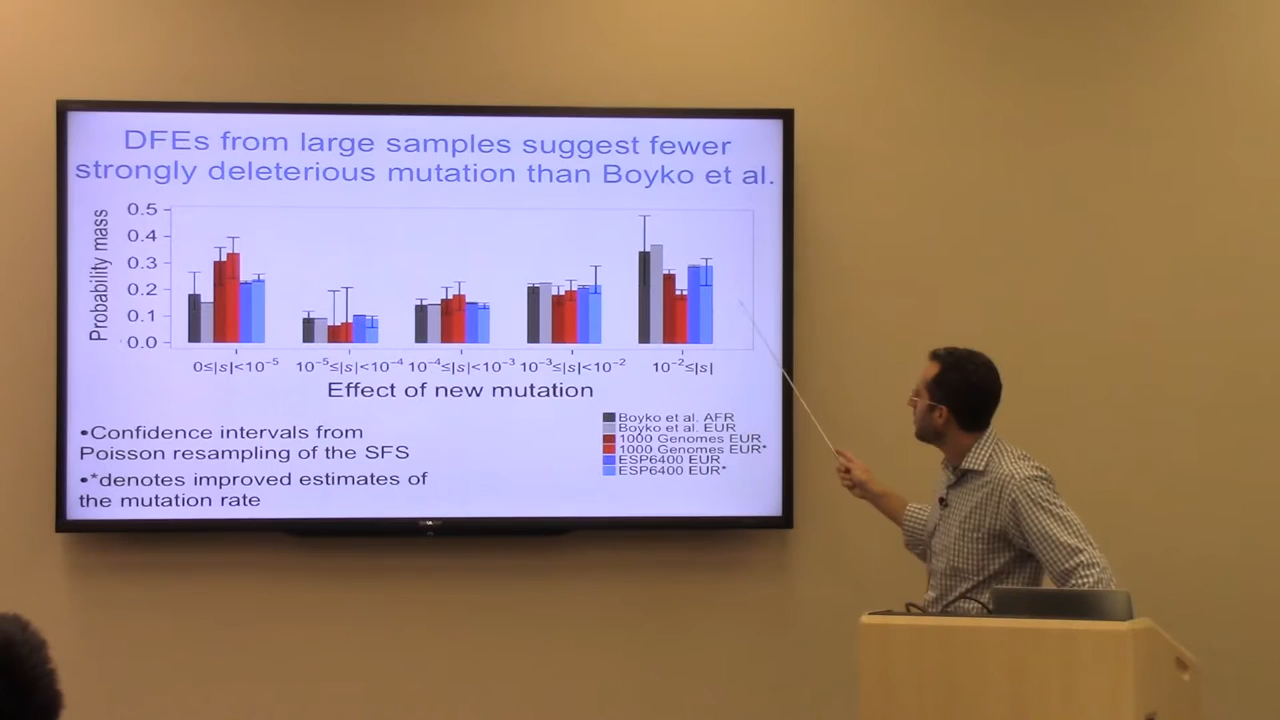 DFEs from large samples suggest fewer
strongly deleterious mutation than Boyko et al.
Probability mass
0.5
0.4
0.3
0.2
0.1
0.0
0≤|s|<10⁻⁵
10⁻⁵≤|s|<10⁻⁴
10⁻⁴≤|s|<10⁻³
10⁻³≤|s|<10⁻²
10⁻²≤|s|
Effect of new mutation
Boyko et al. AFR
Boyko et al. EUR
1000 Genomes EUR
1000 Genomes EUR*
ESP6400 EUR
ESP6400 EUR*
•Confidence intervals from
Poisson resampling of the SFS
•*denotes improved estimates of
the mutation rate